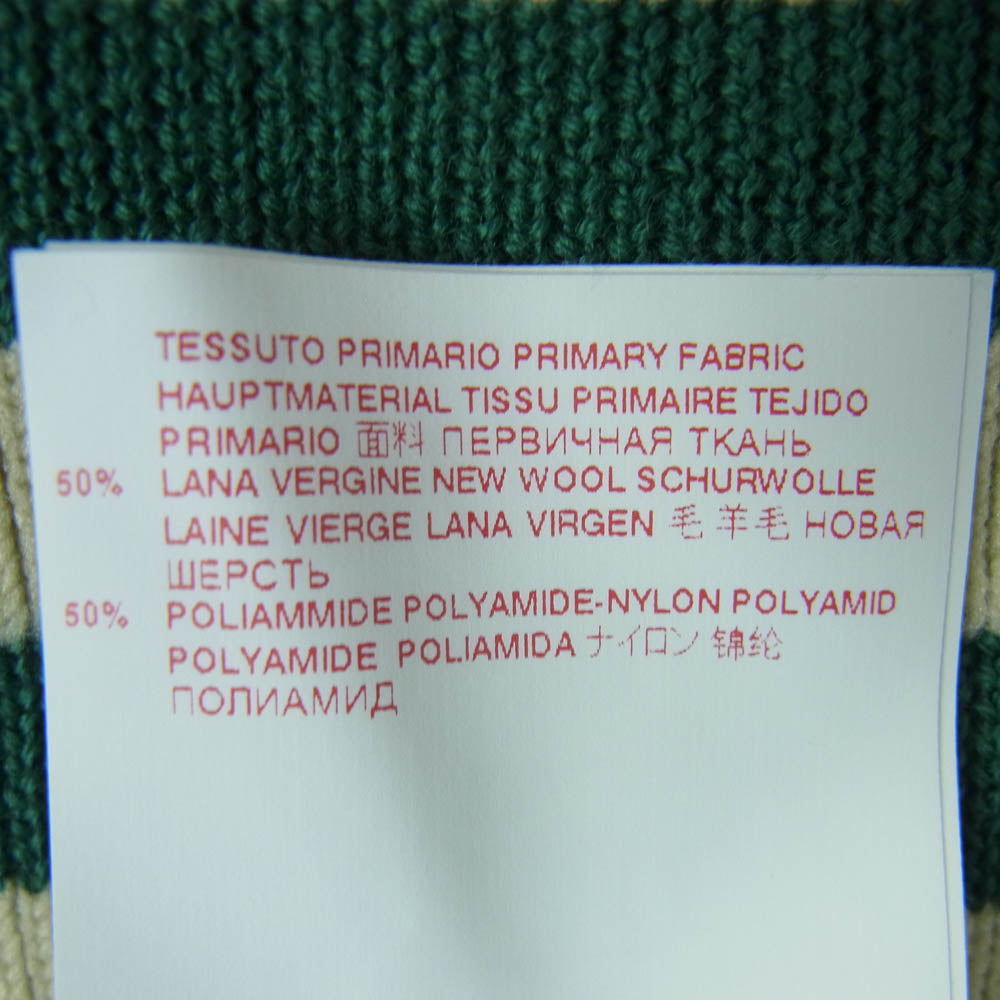 TESSUTO PRIMARIO PRIMARY FABRIC
HAUPTMATERIAL TISSU PRIMAIRE TEJIDO
PRIMARIO 面料 ПЕРВИЧНАЯ ТКАНЬ
50% LANA VERGINE NEW WOOL SCHURWOLLE
LAINE VIERGE LANA VIRGEN 毛 羊毛 НОВАЯ
ШЕРСТЬ
50% POLIAMMIDE POLYAMIDE-NYLON POLYAMID
POLYAMIDE POLIAMIDA ナイロン 锦纶
ПОЛИАМИД